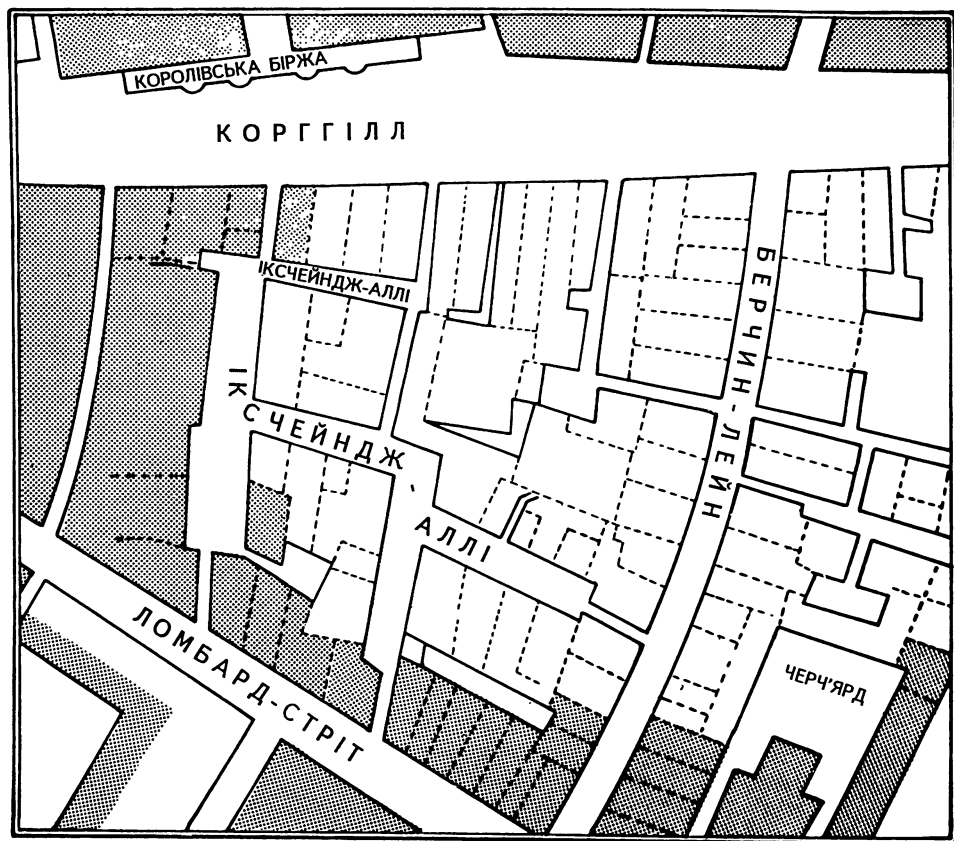 КОРОЛІВСЬКА БІРЖА
КОРГГІЛЛ
ІКСЧЕЙНДЖ-АЛЛІ
БЕРЧИН-ЛЕЙН
ІКСЧЕЙНДЖ-АЛЛІ
ЛОМБАРД-СТРІТ
ЧЕРЧ'ЯРД